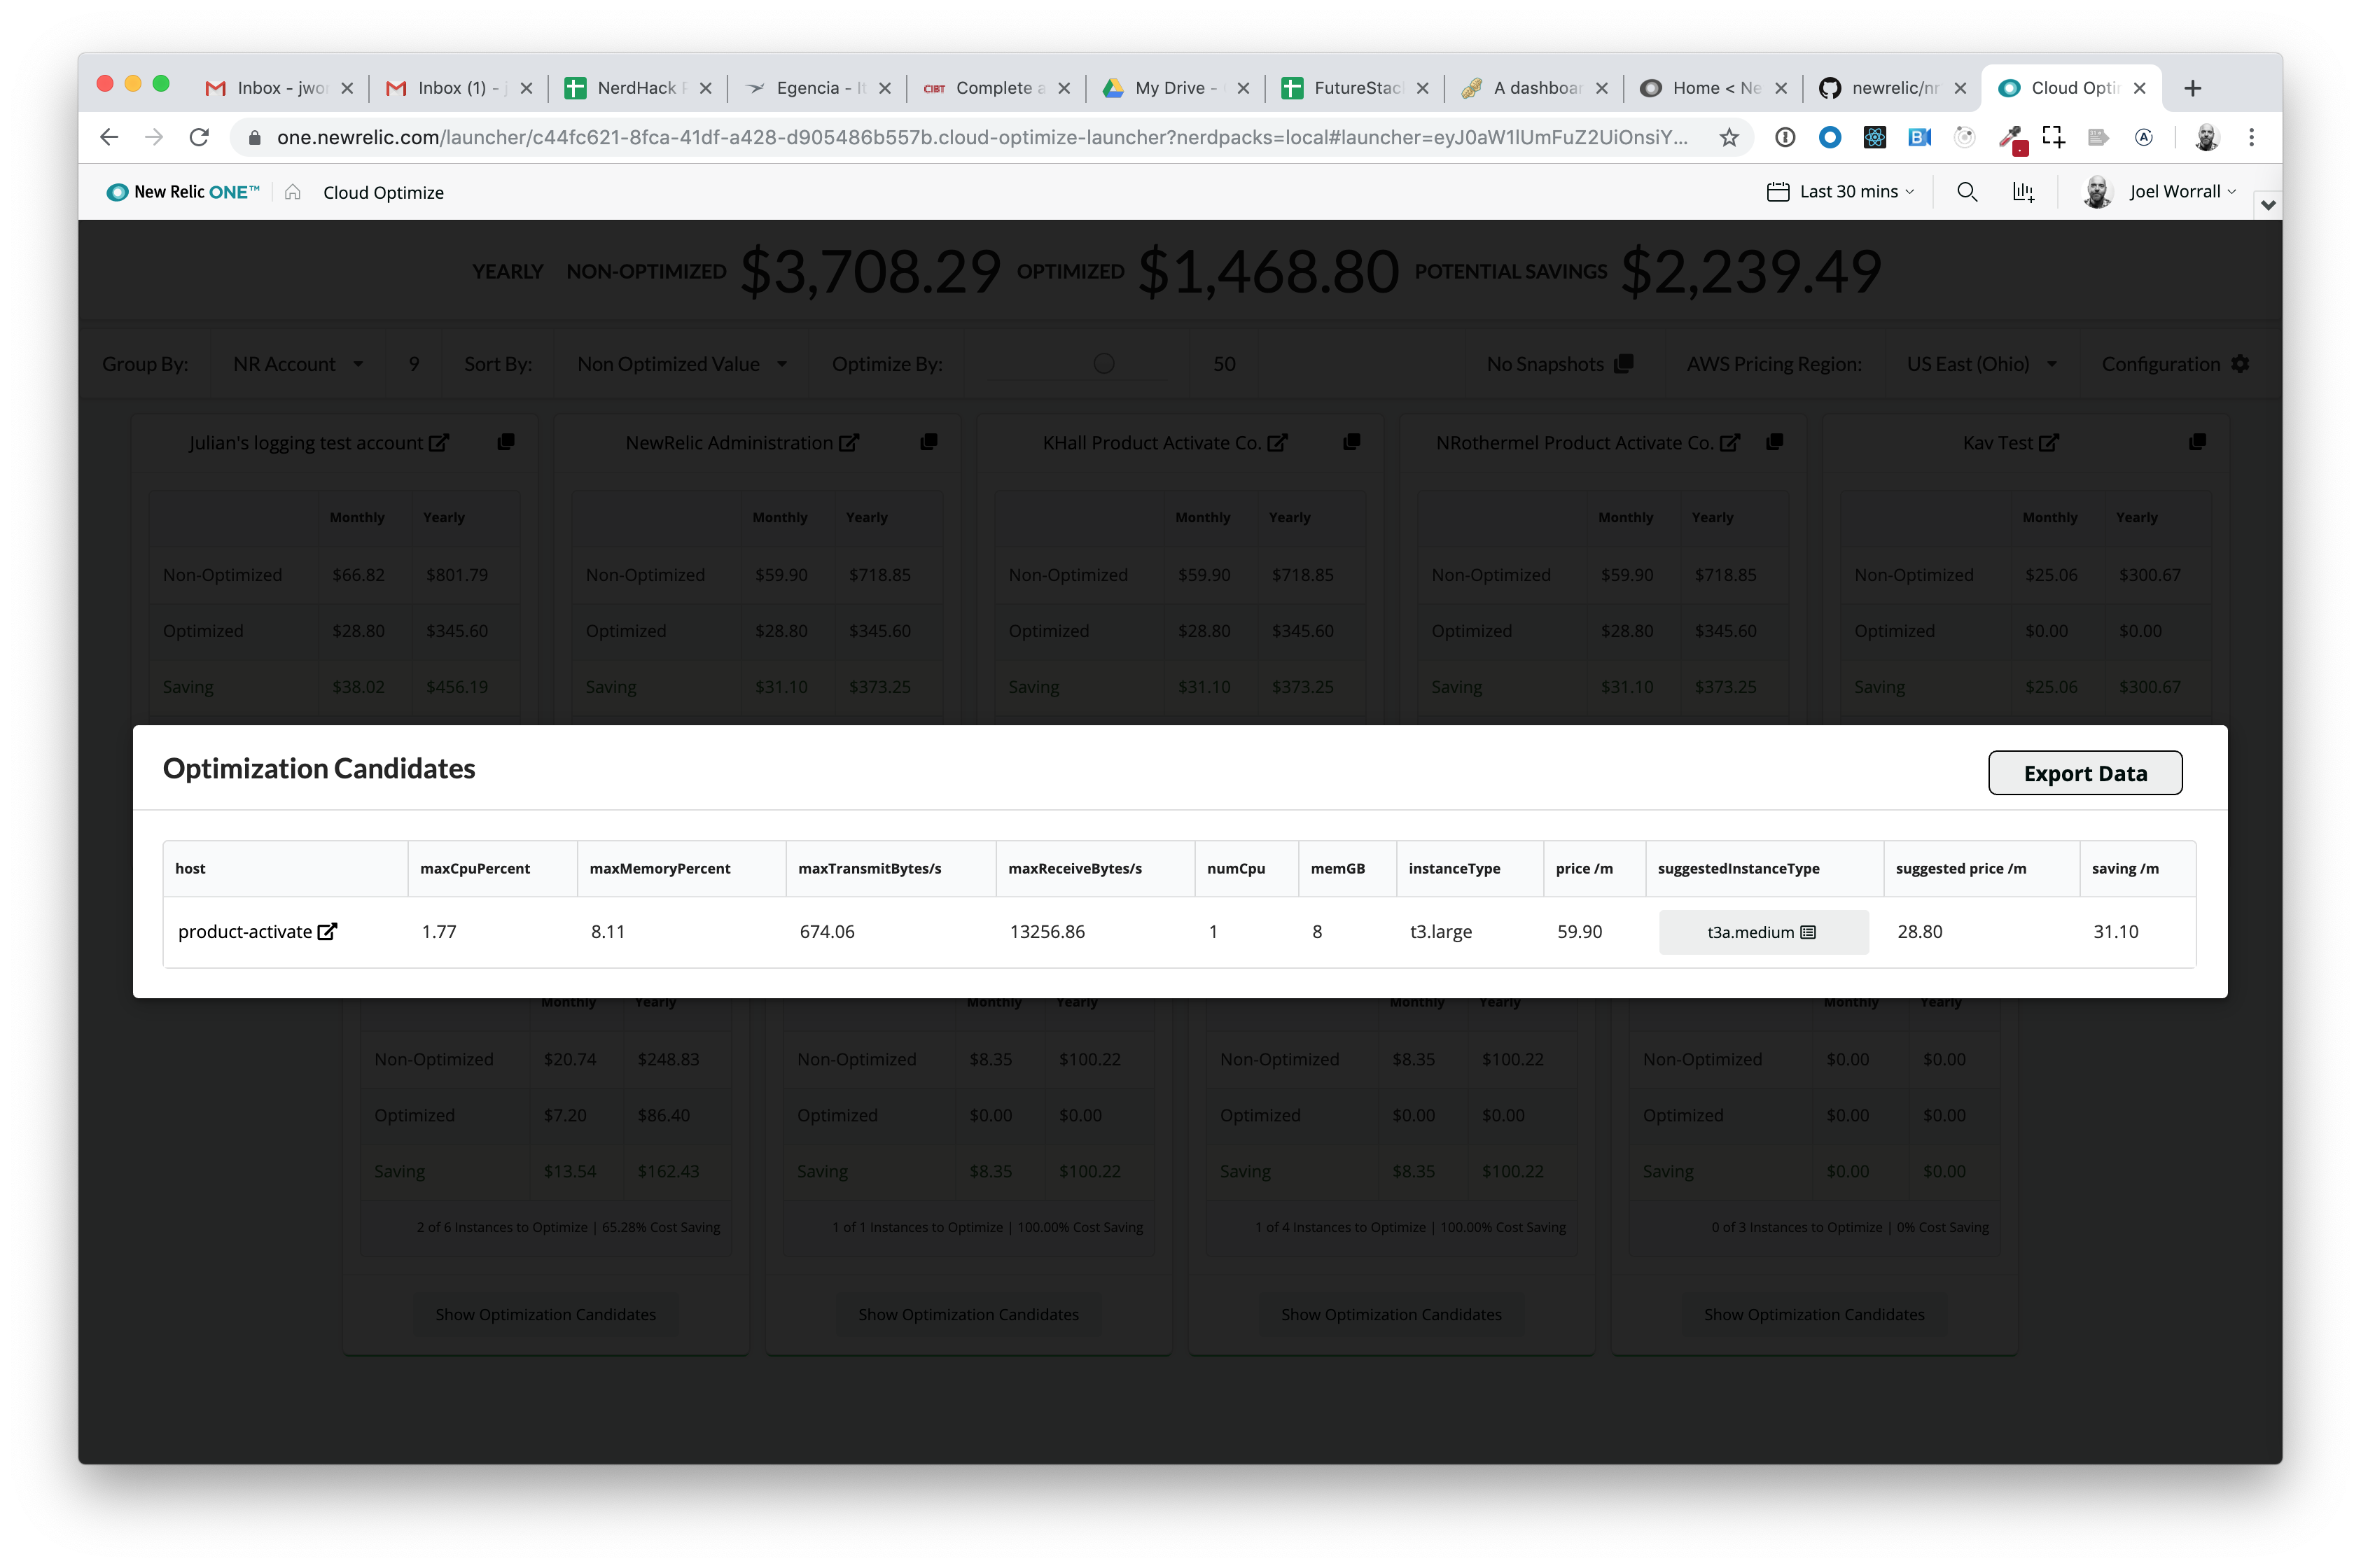 Inbox - jwor Inbox (1) - j NerdHack P Egencia - It Complete a My Drive - FutureStac A dashboar Home < Ne newrelic/nr Cloud Optim
one.newrelic.com/launcher/c44fc621-8fca-41df-a428-d905486b557b.cloud-optimize-launcher?nerdpacks=local#launcher=eyJ0aW1lUmFuZ2UiOnsiY...
New Relic ONE™ Cloud Optimize Last 30 mins Joel Worrall
YEARLY NON-OPTIMIZED $3,708.29 OPTIMIZED $1,468.80 POTENTIAL SAVINGS $2,239.49
Group By: NR Account 9 Sort By: Non Optimized Value Optimize By: 50 No Snapshots AWS Pricing Region: US East (Ohio) Configuration
Julian's logging test account NewRelic Administration KHall Product Activate Co. NRothermel Product Activate Co. Kav Test
Monthly Yearly Monthly Yearly Monthly Yearly Monthly Yearly Monthly Yearly
Non-Optimized $66.82 $801.79 Non-Optimized $59.90 $718.85 Non-Optimized $59.90 $718.85 Non-Optimized $59.90 $718.85 Non-Optimized $25.06 $300.67
Optimized $28.80 $345.60 Optimized $28.80 $345.60 Optimized $28.80 $345.60 Optimized $28.80 $345.60 Optimized $0.00 $0.00
Saving $38.02 $456.19 Saving $31.10 $373.25 Saving $31.10 $373.25 Saving $31.10 $373.25 Saving $25.06 $300.67
Optimization Candidates Export Data
host maxCpuPercent maxMemoryPercent maxTransmitBytes/s maxReceiveBytes/s numCpu memGB instanceType price /m suggestedInstanceType suggested price /m saving /m
product-activate 1.77 8.11 674.06 13256.86 1 8 t3.large 59.90 t3a.medium 28.80 31.10
Monthly Yearly Monthly Yearly Monthly Yearly Monthly Yearly
Non-Optimized $20.74 $248.83 Non-Optimized $8.35 $100.22 Non-Optimized $8.35 $100.22 Non-Optimized $0.00 $0.00
Optimized $7.20 $86.40 Optimized $0.00 $0.00 Optimized $0.00 $0.00 Optimized $0.00 $0.00
Saving $13.54 $162.43 Saving $8.35 $100.22 Saving $8.35 $100.22 Saving $0.00 $0.00
2 of 6 Instances to Optimize | 65.28% Cost Saving 1 of 1 Instances to Optimize | 100.00% Cost Saving 1 of 4 Instances to Optimize | 100.00% Cost Saving 0 of 3 Instances to Optimize | 0% Cost Saving
Show Optimization Candidates Show Optimization Candidates Show Optimization Candidates Show Optimization Candidates